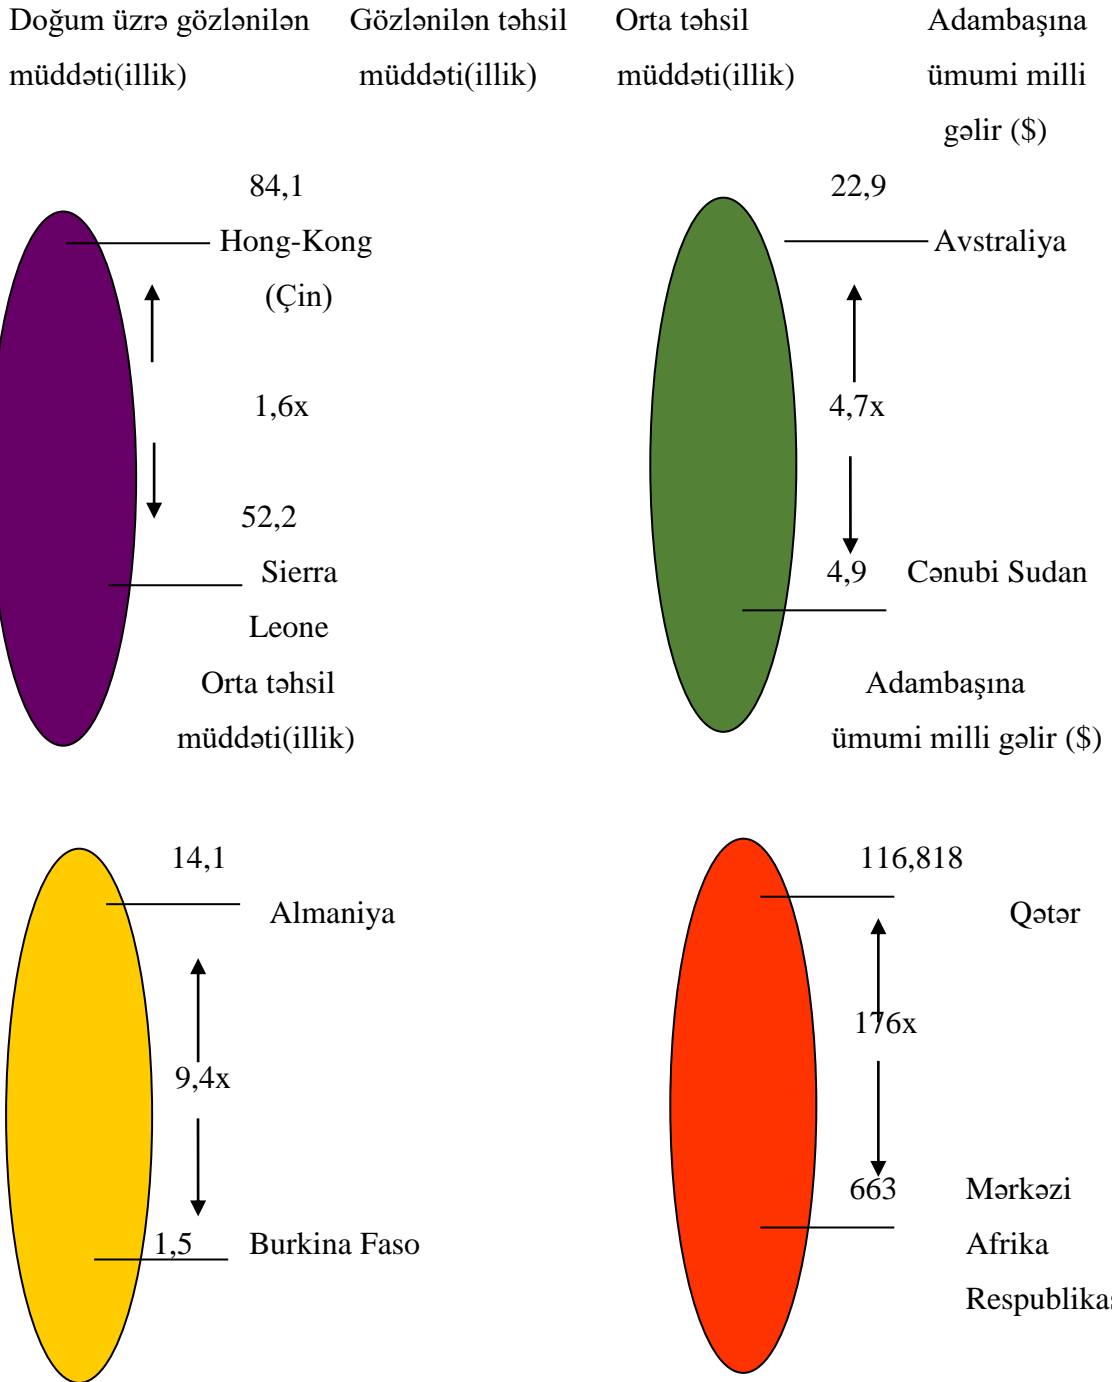 Doğum üzrə gözlənilən
müddəti(illik)
Gözlənilən təhsil
müddəti(illik)
Orta təhsil
müddəti(illik)
Adambaşına
ümumi milli
gəlir ($)
84,1
Hong-Kong
(Çin)
1,6x
52,2
Sierra
Leone
22,9
Avstraliya
4,7x
4,9 Cənubi Sudan
Orta təhsil
müddəti(illik)
Adambaşına
ümumi milli gəlir ($)
14,1
Almaniya
9,4x
1,5 Burkina Faso
116,818
Qətər
176x
663 Mərkəzi
Afrika